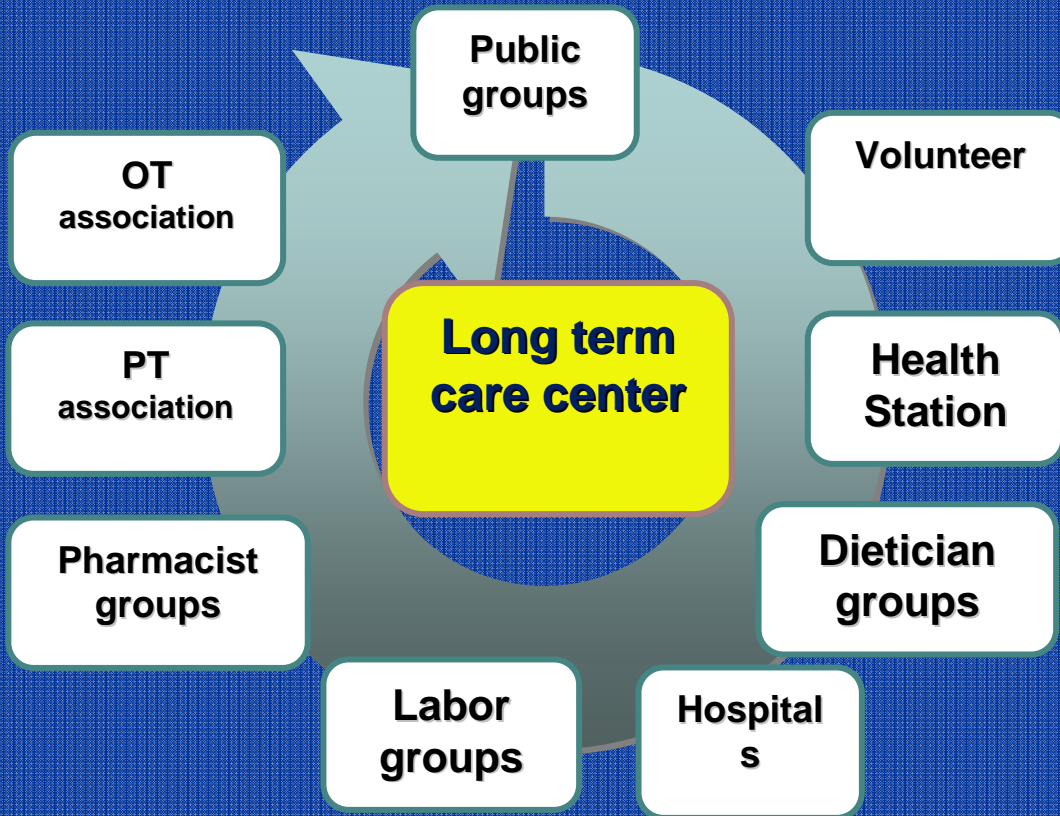 Public
groups
Volunteer
OT
association
Long term
care center
Health
Station
PT
association
Dietician
groups
Pharmacist
groups
Labor
groups
Hospital
s